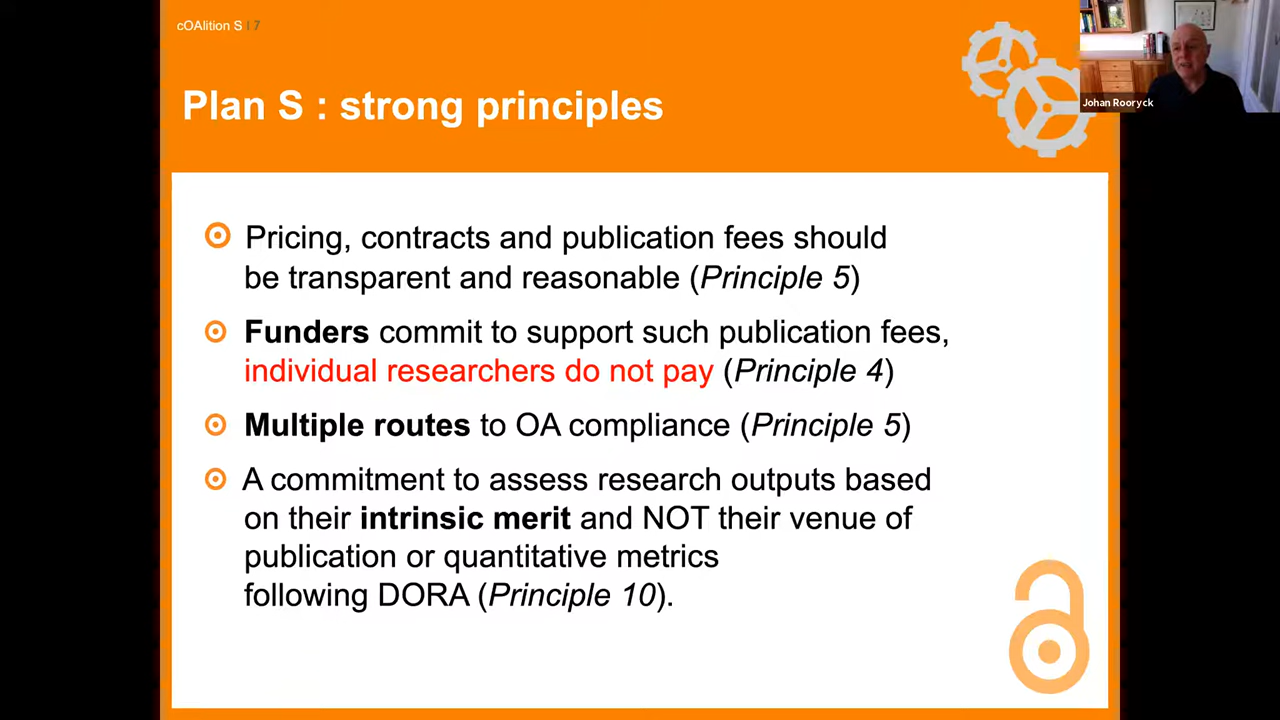 cOAlition S | 7
Plan S : strong principles
Johan Rooryck
Pricing, contracts and publication fees should
be transparent and reasonable (Principle 5)
Funders commit to support such publication fees,
individual researchers do not pay (Principle 4)
Multiple routes to OA compliance (Principle 5)
A commitment to assess research outputs based
on their intrinsic merit and NOT their venue of
publication or quantitative metrics
following DORA (Principle 10).